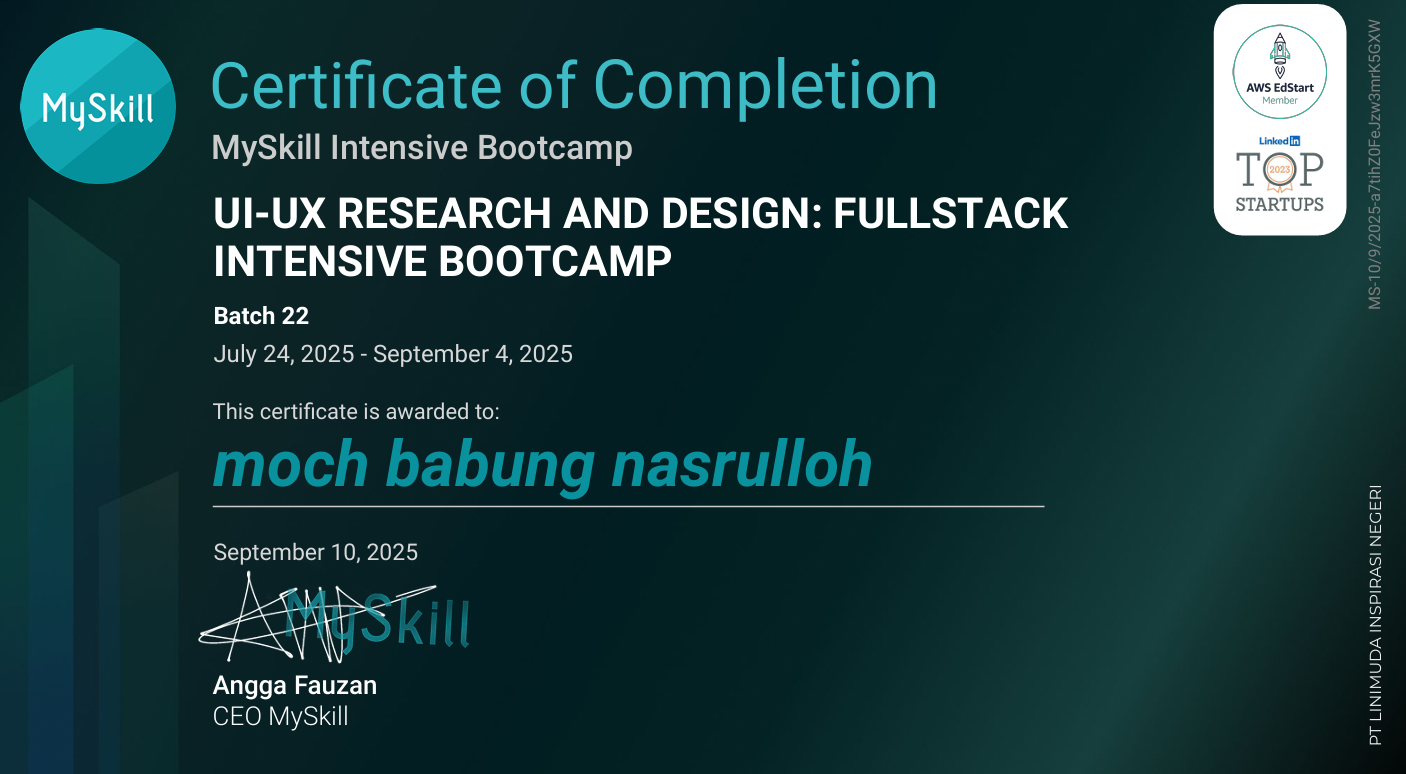 MySkill
Certificate of Completion
MySkill Intensive Bootcamp
UI-UX RESEARCH AND DESIGN: FULLSTACK
INTENSIVE BOOTCAMP
Batch 22
July 24, 2025 - September 4, 2025
This certificate is awarded to:
moch babung nasrulloh
September 10, 2025
MySkill
Angga Fauzan
CEO MySkill
AWS EdStart
Member
Linked in
TOP
2023
STARTUPS
MS-10/9/2025-a7tihZ0FeJzw3mrK5GXW
PT LINIMUDA INSPIRASI NEGERI